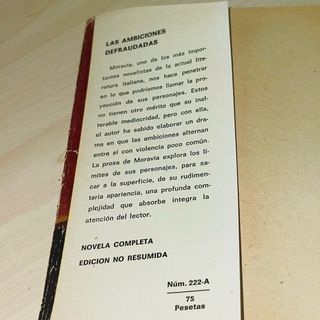 LAS AMBICIONES
DEFRAUDADAS
Moravia, uno de los más impor-
tantes novelistas de la actual lite-
ratura italiana, nos hace penetrar
en lo que podríamos llamar la pro-
yección de sus personajes. Estos
no tienen otro mérito que su inal-
terable mediocridad, pero con ella,
el autor ha sabido elaborar un dra-
ma en que las ambiciones alternan
entre sí con violencia poco común.
La prosa de Moravia explora los lí-
mites de sus personajes, para sa-
car a la superficie, de su rudimen-
taria apariencia, una profunda com-
plejidad que absorbe íntegra la
atención del lector.
NOVELA COMPLETA
EDICION NO RESUMIDA
Núm. 222-A
75
Pesetas